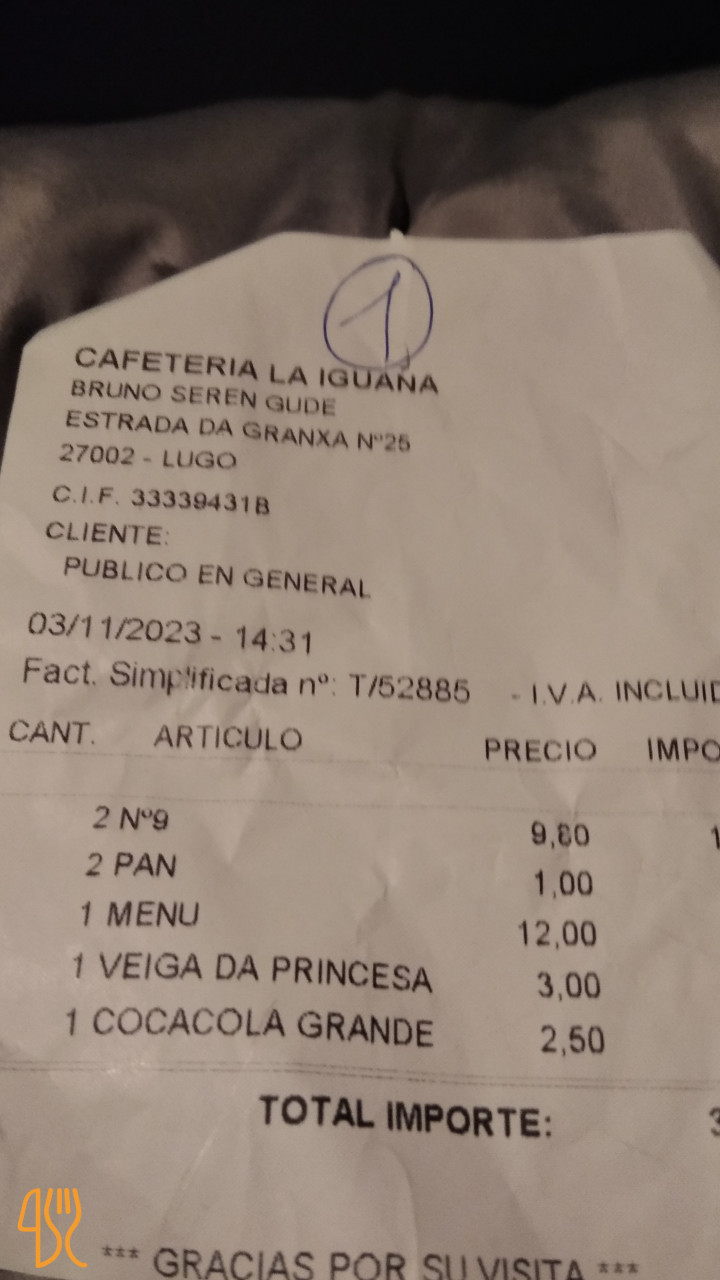 1
CAFETERIA LA IGUAÑA
BRUNO SEREN GUDE
ESTRADA DA GRANXA Nº25
27002 - LUGO
C.I.F. 33339431B
CLIENTE:
PUBLICO EN GENERAL
03/11/2023 - 14:31
Fact. Simplificada nº: T/52885 - I.V.A. INCLUID
CANT. ARTICULO PRECIO IMPO
2 Nº9 9,80 1
2 PAN 1,00
1 MENU 12,00
1 VEIGA DA PRINCESA 3,00
1 COCACOLA GRANDE 2,50
TOTAL IMPORTE: 3
*** GRACIAS POR SU VISITA ***